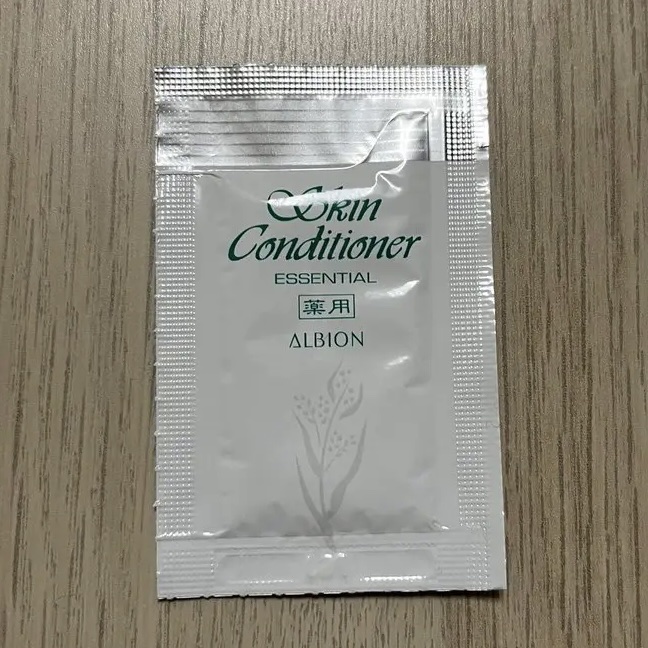 Skin
Conditioner
ESSENTIAL
薬用
ALBION